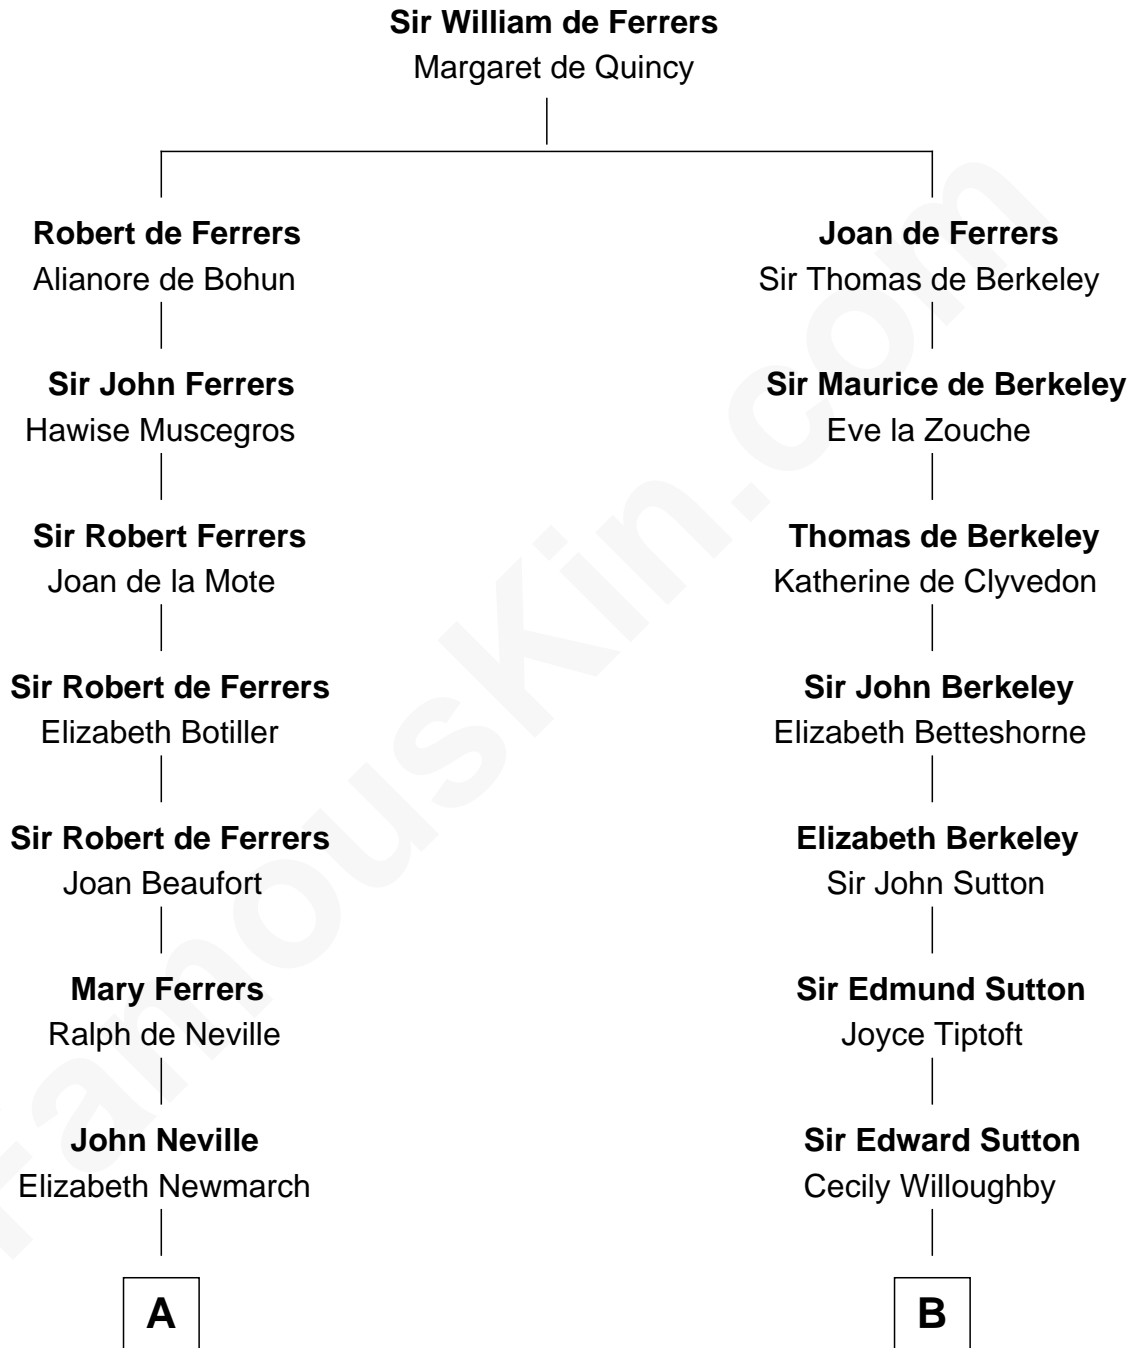 Sir William de Ferrers
Margaret de Quincy
Robert de Ferrers
Alianore de Bohun
Joan de Ferrers
Sir Thomas de Berkeley
Sir John Ferrers
Hawise Muscegros
Sir Maurice de Berkeley
Eve la Zouche
Sir Robert Ferrers
Joan de la Mote
Thomas de Berkeley
Katherine de Clyvedon
Sir Robert de Ferrers
Elizabeth Botiller
Sir John Berkeley
Elizabeth Betteshorne
Sir Robert de Ferrers
Joan Beaufort
Elizabeth Berkeley
Sir John Sutton
Mary Ferrers
Ralph de Neville
Sir Edmund Sutton
Joyce Tiptoft
John Neville
Elizabeth Newmarch
Sir Edward Sutton
Cecily Willoughby
A
B
FamousKin.com